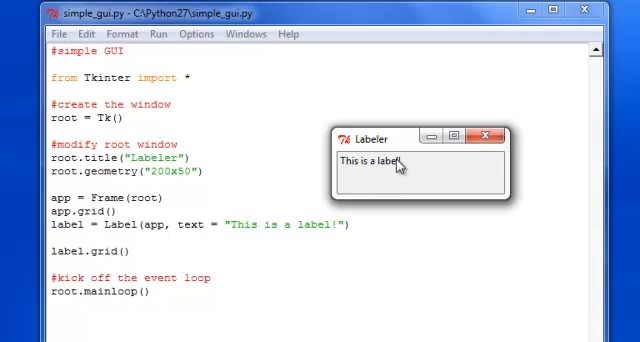 simple_gui.py - C:\Python27\simple_gui.py
File Edit Format Run Options Windows Help
#simple GUI
from Tkinter import *
#create the window
root = Tk()
#modify root window
root.title("Labeler")
root.geometry("200x50")
app = Frame(root)
app.grid()
label = Label(app, text = "This is a label!")
label.grid()
#kick off the event loop
root.mainloop()
Labeler
This is a label!